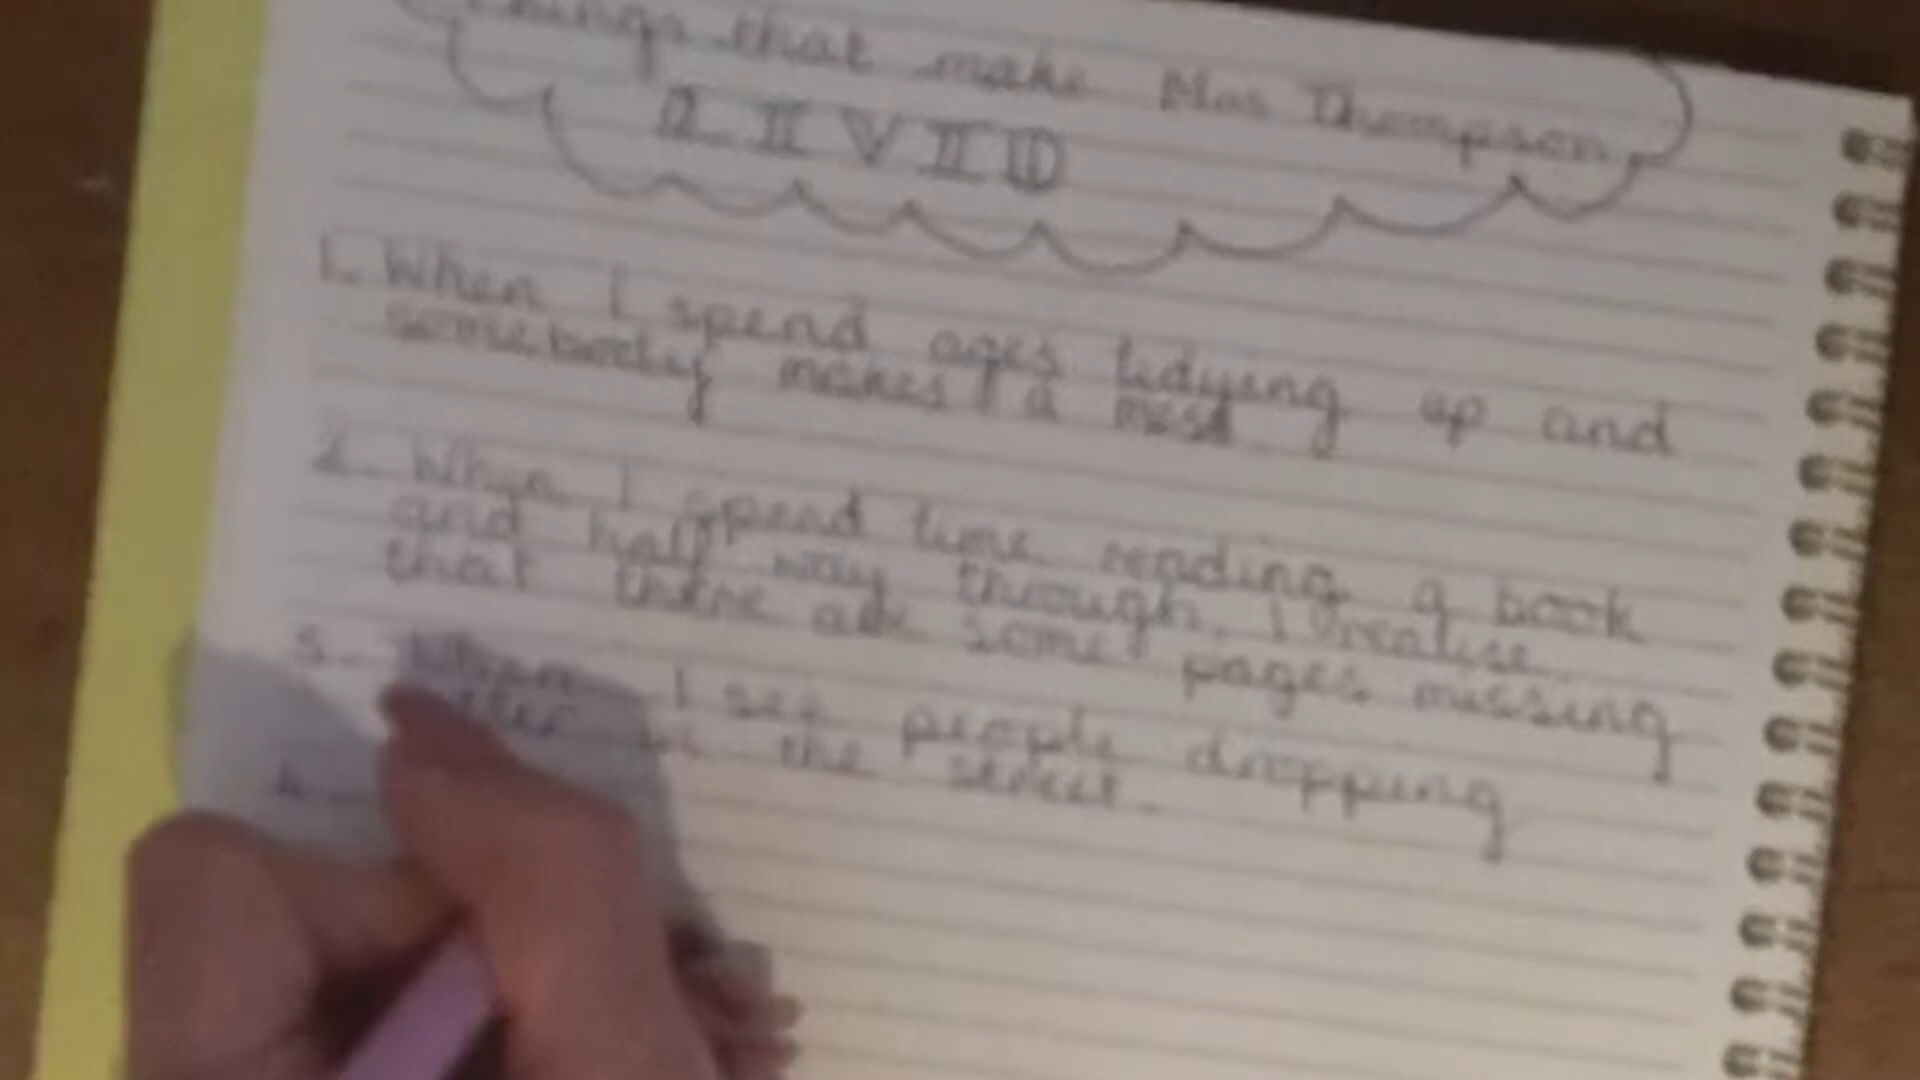 things that make Mrs Thompson
LIVID
1. When I spend ages tidying up and
somebody makes a mess
2. When I spend time reading a book
and half way through, I realise
that there are some pages missing
3. When I see people dropping
litter in the street.
4.